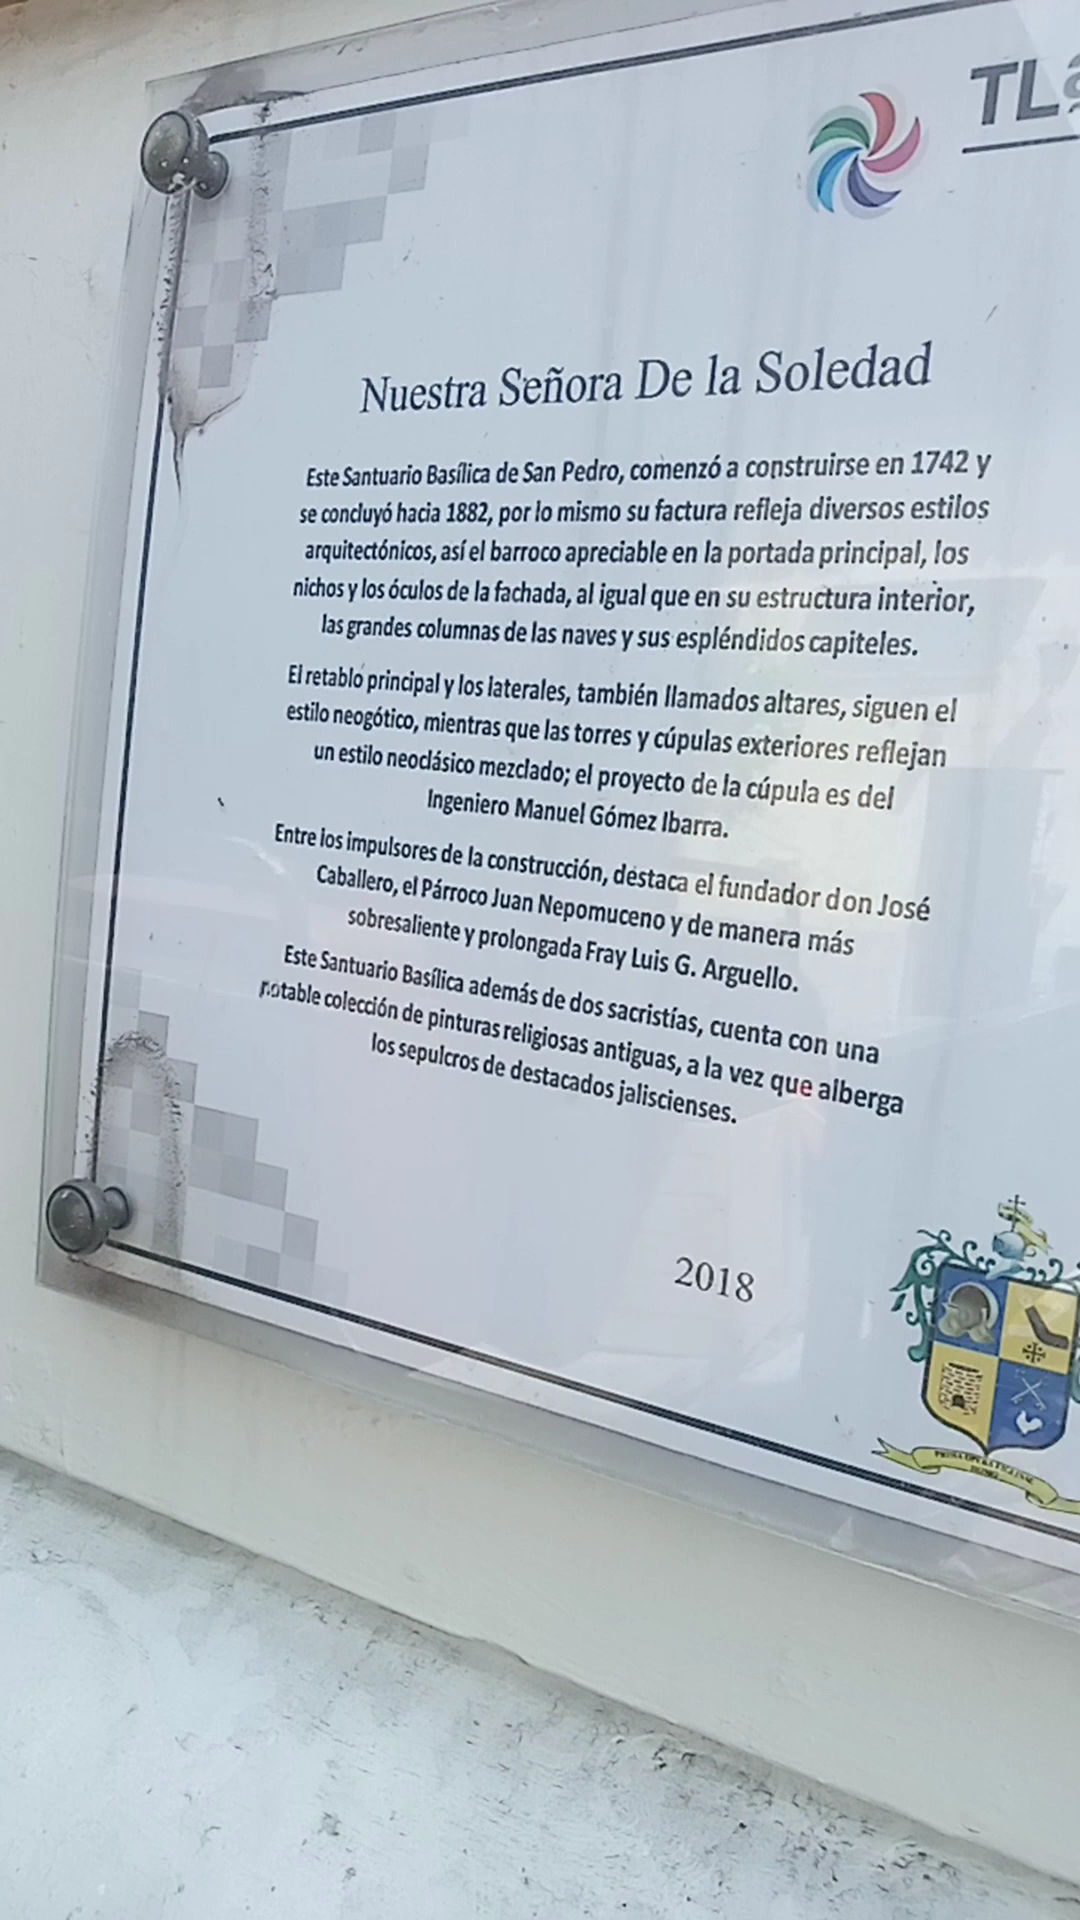 TLa
Nuestra Señora De la Soledad
Este Santuario Basílica de San Pedro, comenzó a construirse en 1742 y
se concluyó hacia 1882, por lo mismo su factura refleja diversos estilos
arquitectónicos, así el barroco apreciable en la portada principal, los
nichos y los óculos de la fachada, al igual que en su estructura interior,
las grandes columnas de las naves y sus espléndidos capiteles.
El retablo principal y los laterales, también llamados altares, siguen el
estilo neogótico, mientras que las torres y cúpulas exteriores reflejan
un estilo neoclásico mezclado; el proyecto de la cúpula es del
Ingeniero Manuel Gómez Ibarra.
Entre los impulsores de la construcción, destaca el fundador don José
Caballero, el Párroco Juan Nepomuceno y de manera más
sobresaliente y prolongada Fray Luis G. Arguello.
Este Santuario Basílica además de dos sacristías, cuenta con una
notable colección de pinturas religiosas antiguas, a la vez que alberga
los sepulcros de destacados jaliscienses.
2018